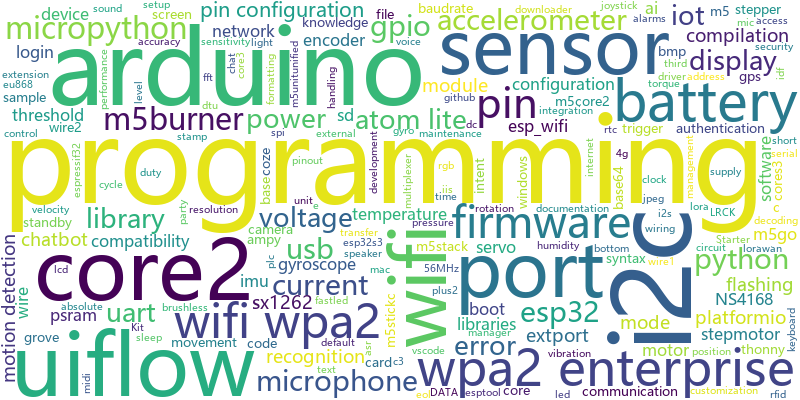 device sound setup
screen
pin configuration
baudrate downloader
joystick m5 stepper
alarms mic access
micropython
gpio
accelerometer
iot
ai
file
knowledge
network
encoder
sensitivity light
login
accuracy
voice
arduino
sensor
module
compilation
bmp security
display
third
gps
driver address idf
extension
eu868
sample
threshold
wire2
performance
level
fft
dtu
chat
core3
m5unitunified
formatting
handling
github
configuration
torque
m5core2
integration
pin
battery
m5burner
power
sd
atom lite
esp_wifi
rtc trigger
authentication
short
serial
control
stamp
spi
external
gyro
maintenance
dc
espressif32
pinout
development
multiplexer
iis
rgb
intent
windows
base64
4g
internet
management
supply
software
cores3
programming
cycle
duty
base
coze
unit
time
velocity
resolution
party
e
rotation
documentation
clock
jpeg
lora
LRCK
decoding
standby
library
voltage
temperature
pressure
firmware
i2s
wiring
Starter
lorawan
m5go
chatbot
compatibility
camera
ampy
transfer
esp32s3
speaker
m5stack
humidity
bottom
circuit
syntax
wire1
python
motion detection
lcd
core2
usb
gyroscope
plc
mac
wifi
servo
56MHz
plus2
port
i2c
flashing
wire
psram
uart
imu
current
m5stickc
boot
esp32
NS4168
platformio
absolute
brushless
sx1262
fastled
libraries
manager
mode
grove
Kit
movement
default
wifi wpa2
error
extport
stepmotor
midi
sleep
code
recognition
asr
card
c3
vscode
vibration
motor
position
thonny
keyboard
uiflow
microphone
text
eol
wpa2 enterprise
DATA
esptool
core
led
communication
customization
rfid